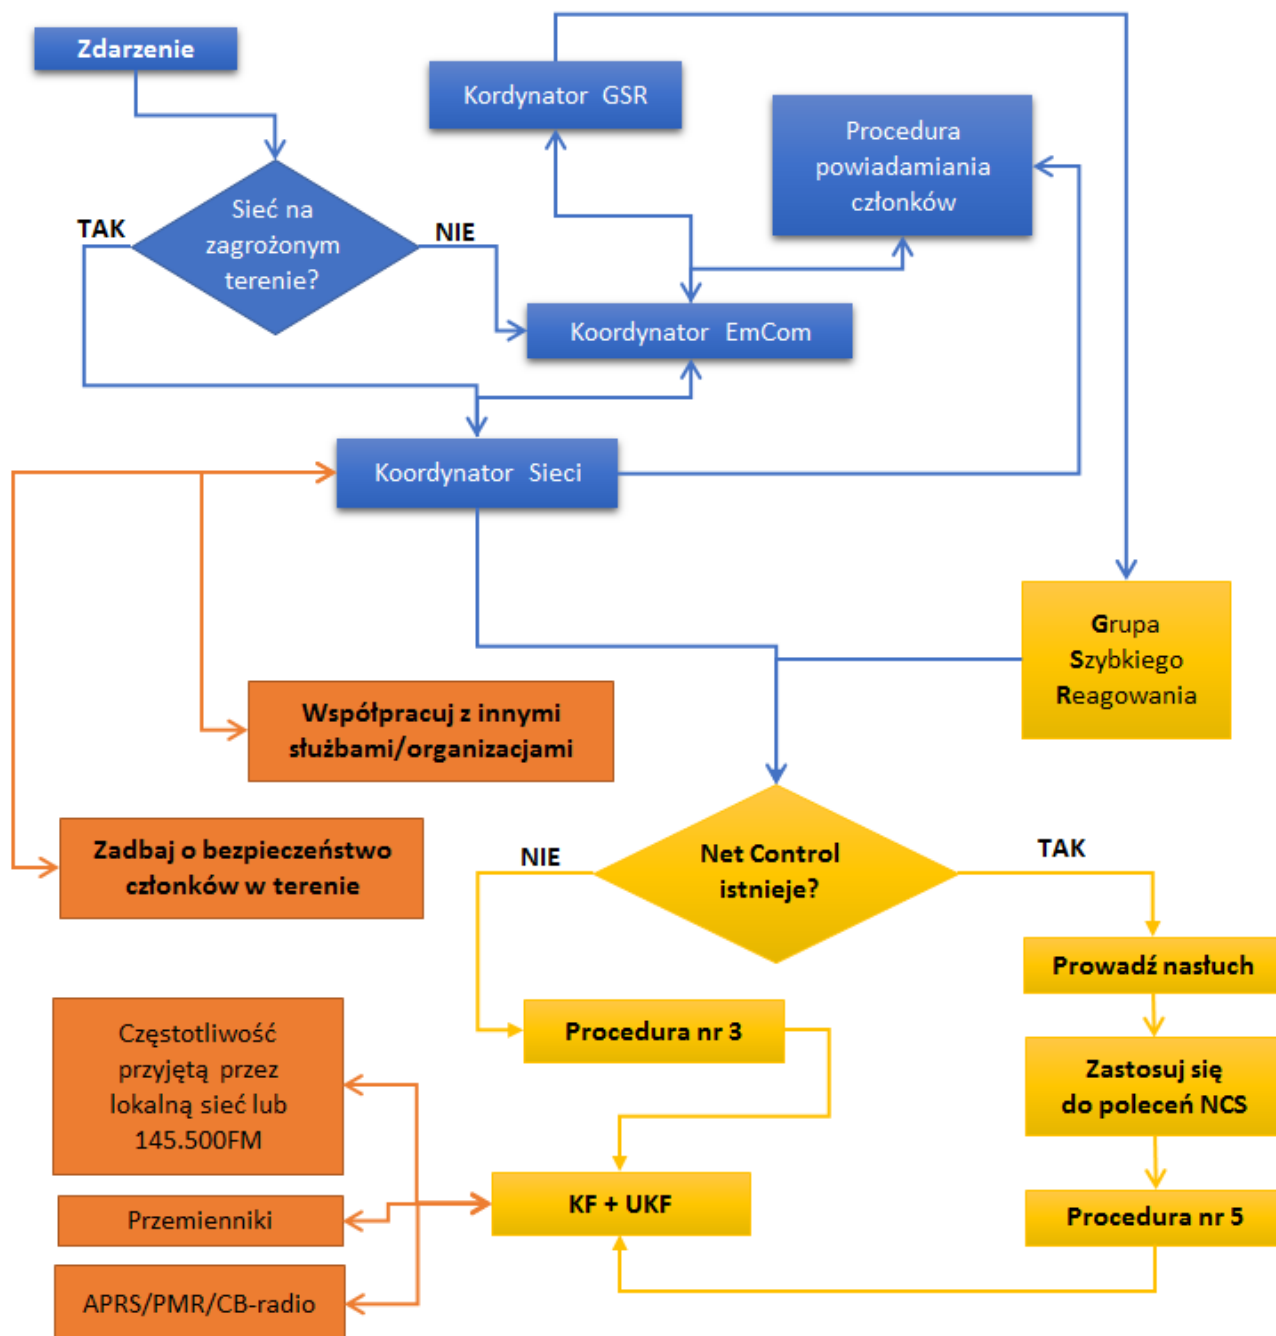 Zdarzenie
Kordynator GSR
Procedura
powiadamiania
członków
Sieć na
zagrożonym
terenie?
TAK
NIE
Koordynator EmCom
Koordynator Sieci
Grupa
Szybkiego
Reagowania
Współpracuj z innymi
służbami/organizacjami
Zadbaj o bezpieczeństwo
członków w terenie
Net Control
istnieje?
NIE
TAK
Prowadź nasłuch
Procedura nr 3
Zastosuj się
do poleceń NCS
Częstotliwość
przyjętą przez
lokalną sieć lub
145.500FM
KF + UKF
Procedura nr 5
Przemienniki
APRS/PMR/CB-radio